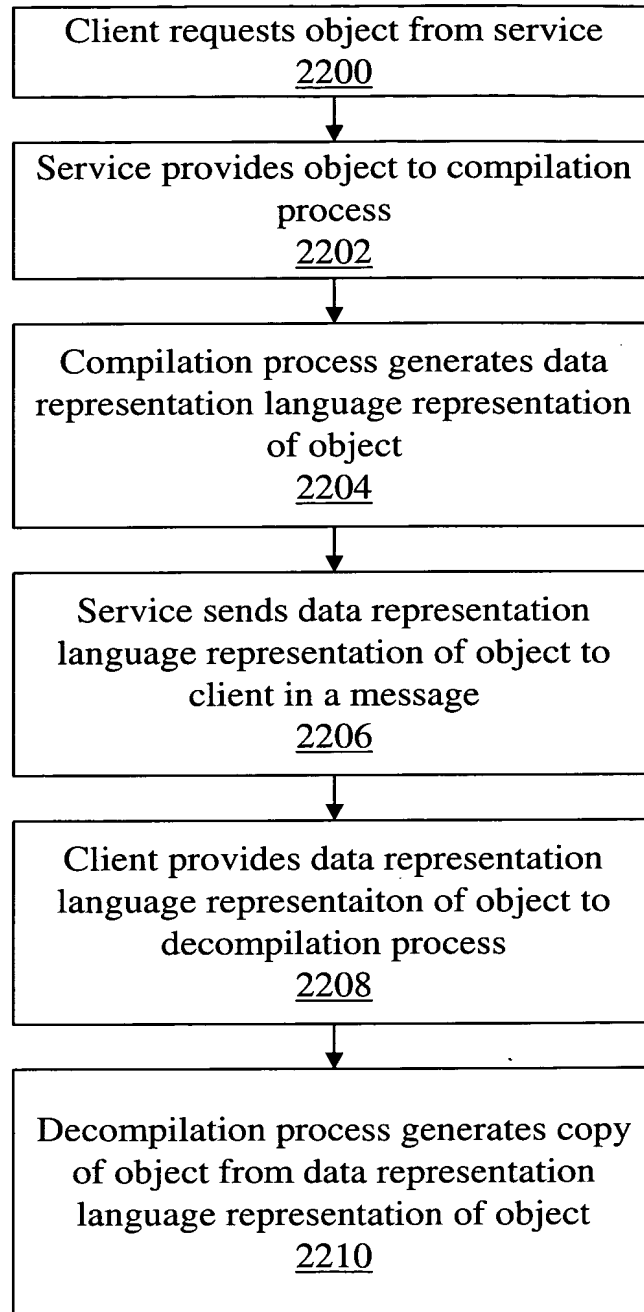 Client requests object from service
2200
Service provides object to compilation
process
2202
Compilation process generates data
representation language representation
of object
2204
Service sends data representation
language representation of object to
client in a message
2206
Client provides data representation
language representaiton of object to
decompilation process
2208
Decompilation process generates copy
of object from data representation
language representation of object
2210